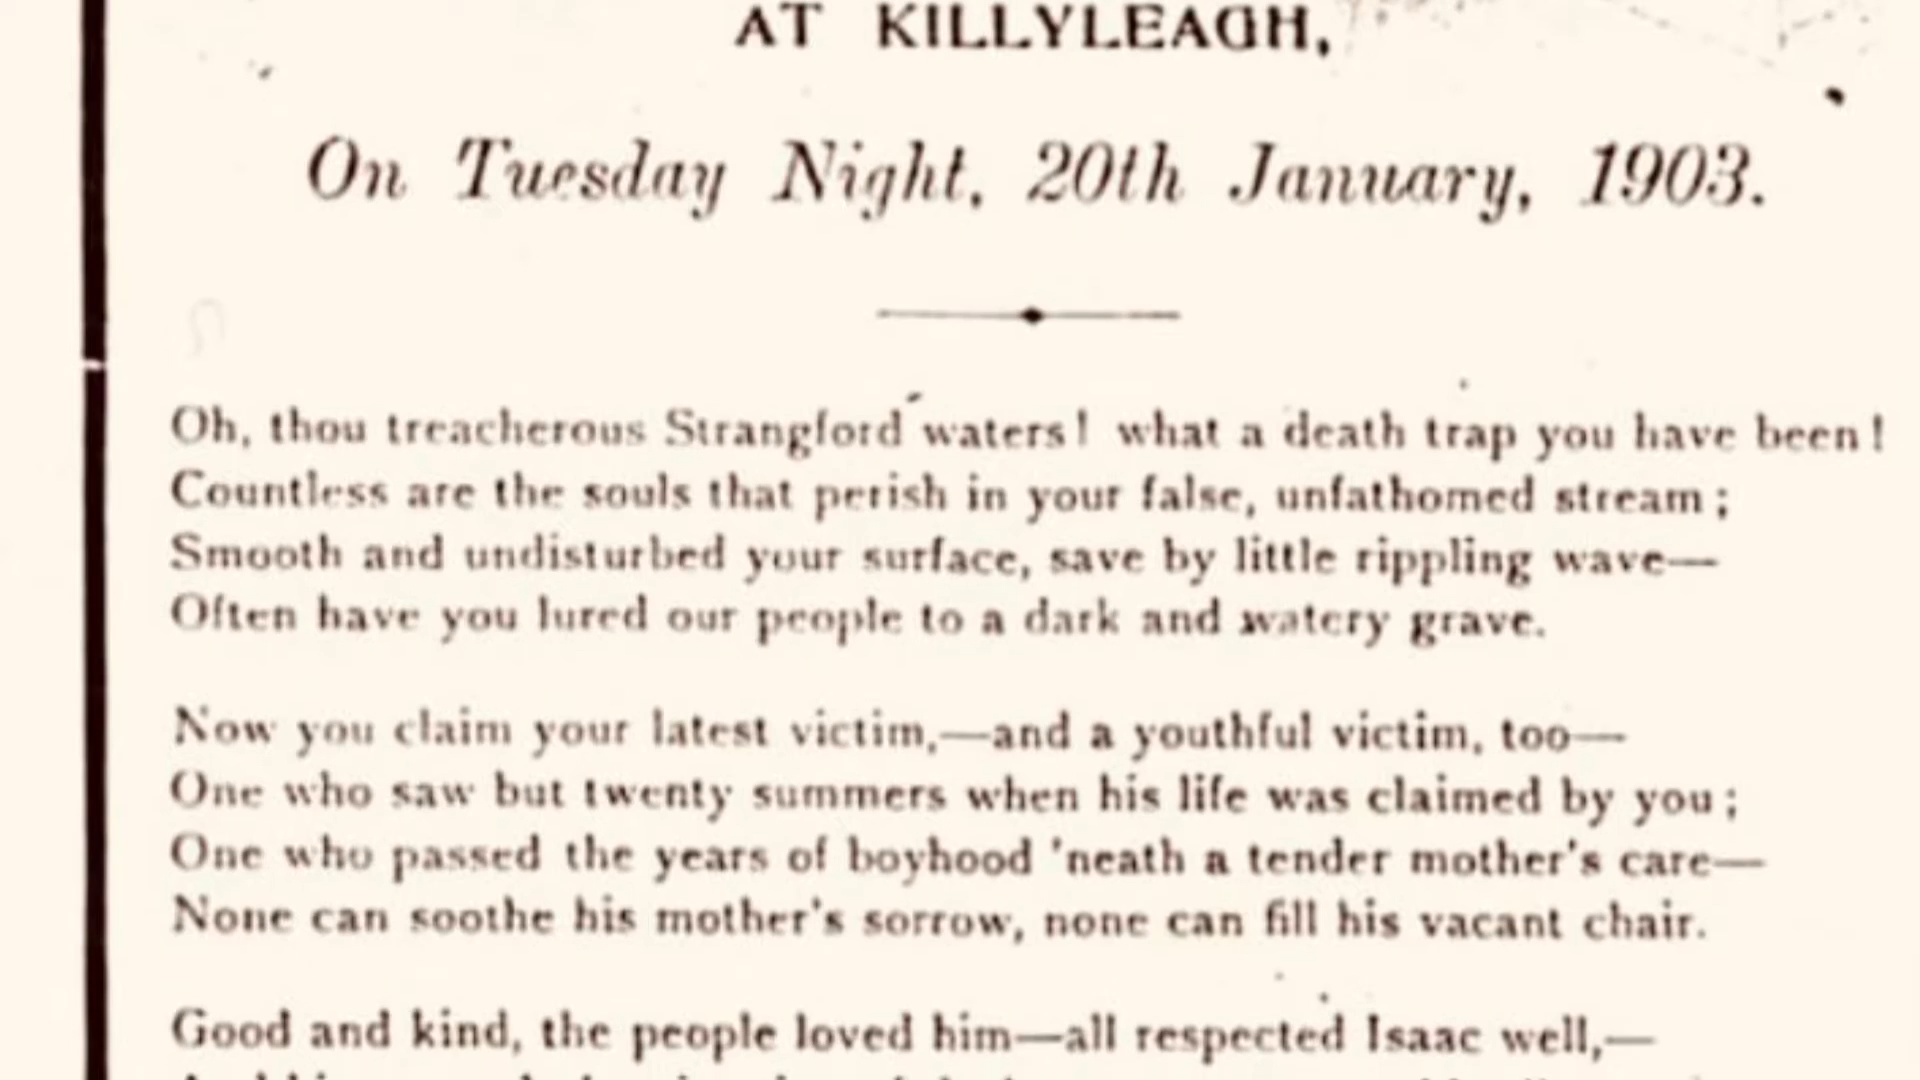 AT KILLYLEAGH,
On Tuesday Night, 20th January, 1903.
Oh, thou treacherous Strangford waters! what a death trap you have been!
Countless are the souls that perish in your false, unfathomed stream;
Smooth and undisturbed your surface, save by little rippling wave—
Often have you lured our people to a dark and watery grave.
Now you claim your latest victim,—and a youthful victim, too—
One who saw but twenty summers when his life was claimed by you;
One who passed the years of boyhood 'neath a tender mother's care—
None can soothe his mother's sorrow, none can fill his vacant chair.
Good and kind, the people loved him—all respected Isaac well,—